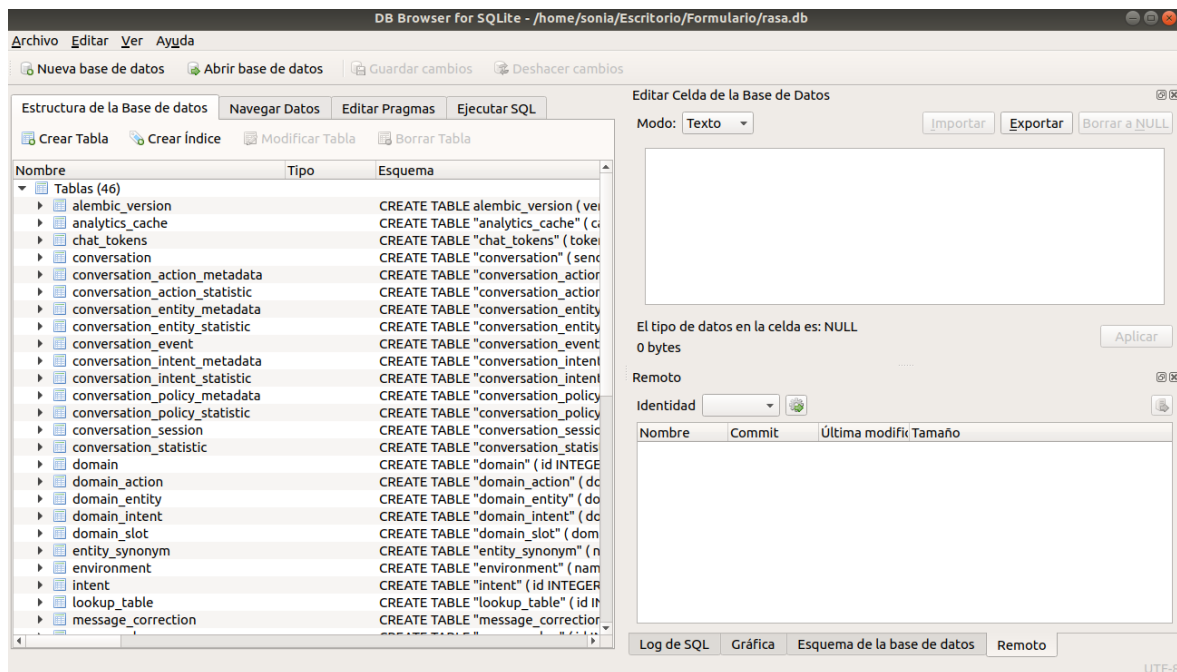 DB Browser for SQLite - /home/sonia/Escritorio/Formulario/rasa.db
Archivo Editar Ver Ayuda
Nueva base de datos Abrir base de datos Guardar cambios Deshacer cambios
Estructura de la Base de datos Navegar Datos Editar Pragmas Ejecutar SQL
Crear Tabla Crear Índice Modificar Tabla Borrar Tabla
Nombre Tipo Esquema
Tablas (46)
alembic_version CREATE TABLE alembic_version ( ver
analytics_cache CREATE TABLE "analytics_cache" ( ca
chat_tokens CREATE TABLE "chat_tokens" ( toke
conversation CREATE TABLE "conversation" ( send
conversation_action_metadata CREATE TABLE "conversation_action
conversation_action_statistic CREATE TABLE "conversation_action
conversation_entity_metadata CREATE TABLE "conversation_entity
conversation_entity_statistic CREATE TABLE "conversation_entity
conversation_event CREATE TABLE "conversation_event
conversation_intent_metadata CREATE TABLE "conversation_intent
conversation_intent_statistic CREATE TABLE "conversation_intent
conversation_policy_metadata CREATE TABLE "conversation_policy
conversation_policy_statistic CREATE TABLE "conversation_policy
conversation_session CREATE TABLE "conversation_sessio
conversation_statistic CREATE TABLE "conversation_statis
domain CREATE TABLE "domain" ( id INTEGE
domain_action CREATE TABLE "domain_action" ( do
domain_entity CREATE TABLE "domain_entity" ( do
domain_intent CREATE TABLE "domain_intent" ( do
domain_slot CREATE TABLE "domain_slot" ( dom
entity_synonym CREATE TABLE "entity_synonym" ( n
environment CREATE TABLE "environment" ( nam
intent CREATE TABLE "intent" ( id INTEGER
lookup_table CREATE TABLE "lookup_table" ( id IN
message_correction CREATE TABLE "message_correction
Editar Celda de la Base de Datos
Modo: Texto Importar Exportar Borrar a NULL
El tipo de datos en la celda es: NULL
0 bytes
Aplicar
Remoto
Identidad
Nombre Commit Última modific Tamaño
Log de SQL Gráfica Esquema de la base de datos Remoto
UTF-8